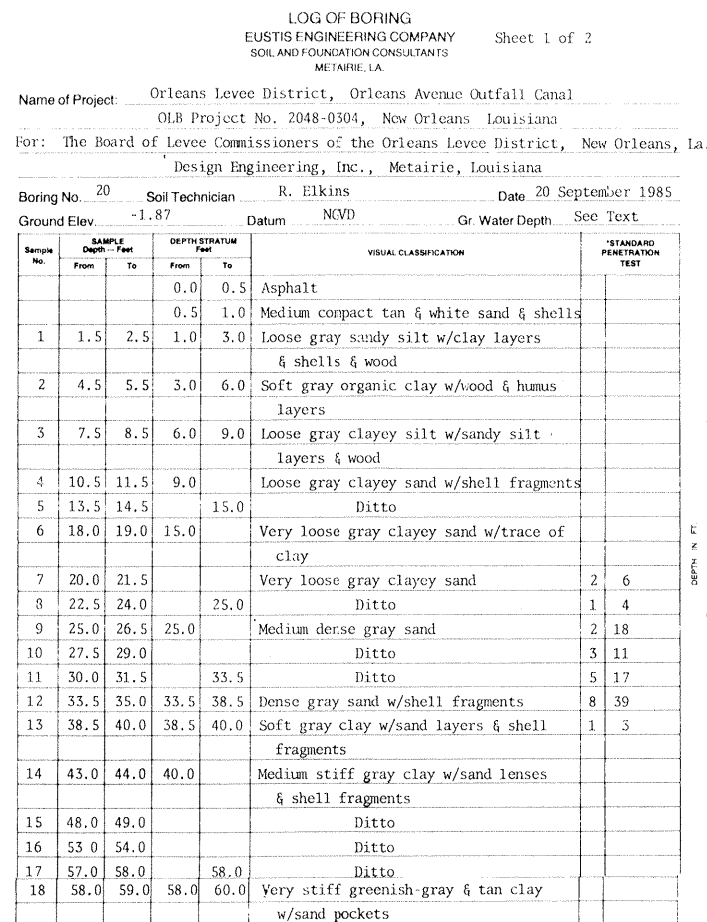 LOG OF BORING
EUSTIS ENGINEERING COMPANY Sheet 1 of 2
SOIL AND FOUNDATION CONSULTANTS
METAIRIE, LA.
Name of Project: Orleans Levee District, Orleans Avenue Outfall Canal
OLB Project No. 2048-0304, New Orleans Louisiana
For: The Board of Levee Commissioners of the Orleans Levee District, New Orleans, La.
Design Engineering, Inc., Metairie, Louisiana
Boring No. 20 Soil Technician R. Elkins Date 20 September 1985
Ground Elev. -1.87 Datum NGVD Gr. Water Depth See Text
Sample No. SAMPLE Depth — Feet From To DEPTH STRATUM Feet From To VISUAL CLASSIFICATION *STANDARD PENETRATION TEST
0.0 0.5 Asphalt
0.5 1.0 Medium compact tan & white sand & shells
1 1.5 2.5 1.0 3.0 Loose gray sandy silt w/clay layers
& shells & wood
2 4.5 5.5 3.0 6.0 Soft gray organic clay w/wood & humus
layers
3 7.5 8.5 6.0 9.0 Loose gray clayey silt w/sandy silt
layers & wood
4 10.5 11.5 9.0 Loose gray clayey sand w/shell fragments
5 13.5 14.5 15.0 Ditto
6 18.0 19.0 15.0 Very loose gray clayey sand w/trace of
clay
7 20.0 21.5 Very loose gray clayey sand 2 6
8 22.5 24.0 25.0 Ditto 1 4
9 25.0 26.5 25.0 Medium dense gray sand 2 18
10 27.5 29.0 Ditto 3 11
11 30.0 31.5 33.5 Ditto 5 17
12 33.5 35.0 33.5 38.5 Dense gray sand w/shell fragments 8 39
13 38.5 40.0 38.5 40.0 Soft gray clay w/sand layers & shell 1 3
fragments
14 43.0 44.0 40.0 Medium stiff gray clay w/sand lenses
& shell fragments
15 48.0 49.0 Ditto
16 53 0 54.0 Ditto
17 57.0 58.0 58.0 Ditto
18 58.0 59.0 58.0 60.0 Very stiff greenish-gray & tan clay
w/sand pockets
DEPTH IN FT.